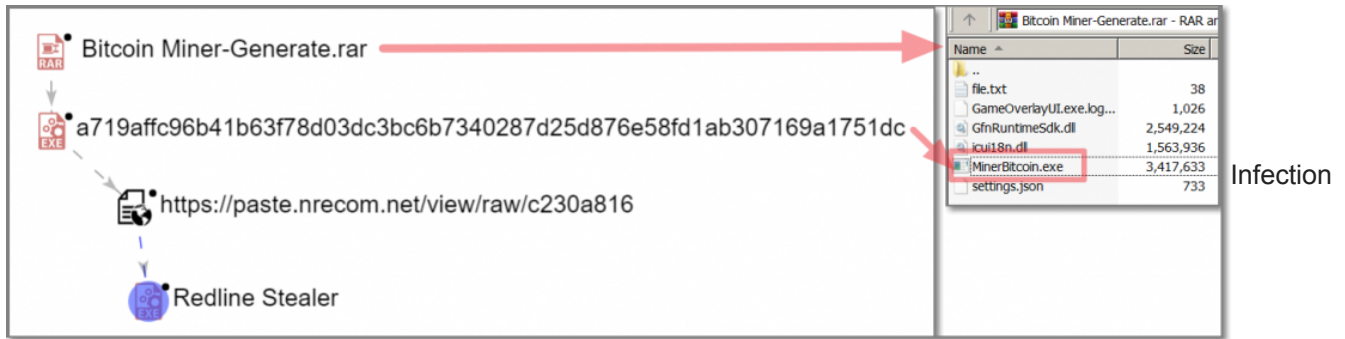 Bitcoin Miner-Generate.rar
RAR
a719affc96b41b63f78d03dc3bc6b7340287d25d876e58fd1ab307169a1751dc
EXE
https://paste.nrecom.net/view/raw/c230a816
Redline Stealer
EXE
Bitcoin Miner-Generate.rar - RAR ar
Name Size
..
file.txt 38
GameOverlayUI.exe.log... 1,026
GfnRuntimeSdk.dll 2,549,224
icui18n.dll 1,563,936
MinerBitcoin.exe 3,417,633
settings.json 733
Infection